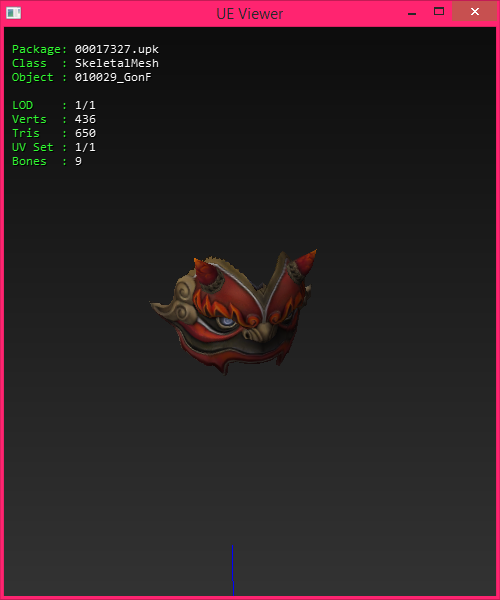 UE Viewer
Package: 00017327.upk
Class  : SkeletalMesh
Object : 010029_GonF
LOD    : 1/1
Verts  : 436
Tris   : 650
UV Set : 1/1
Bones  : 9